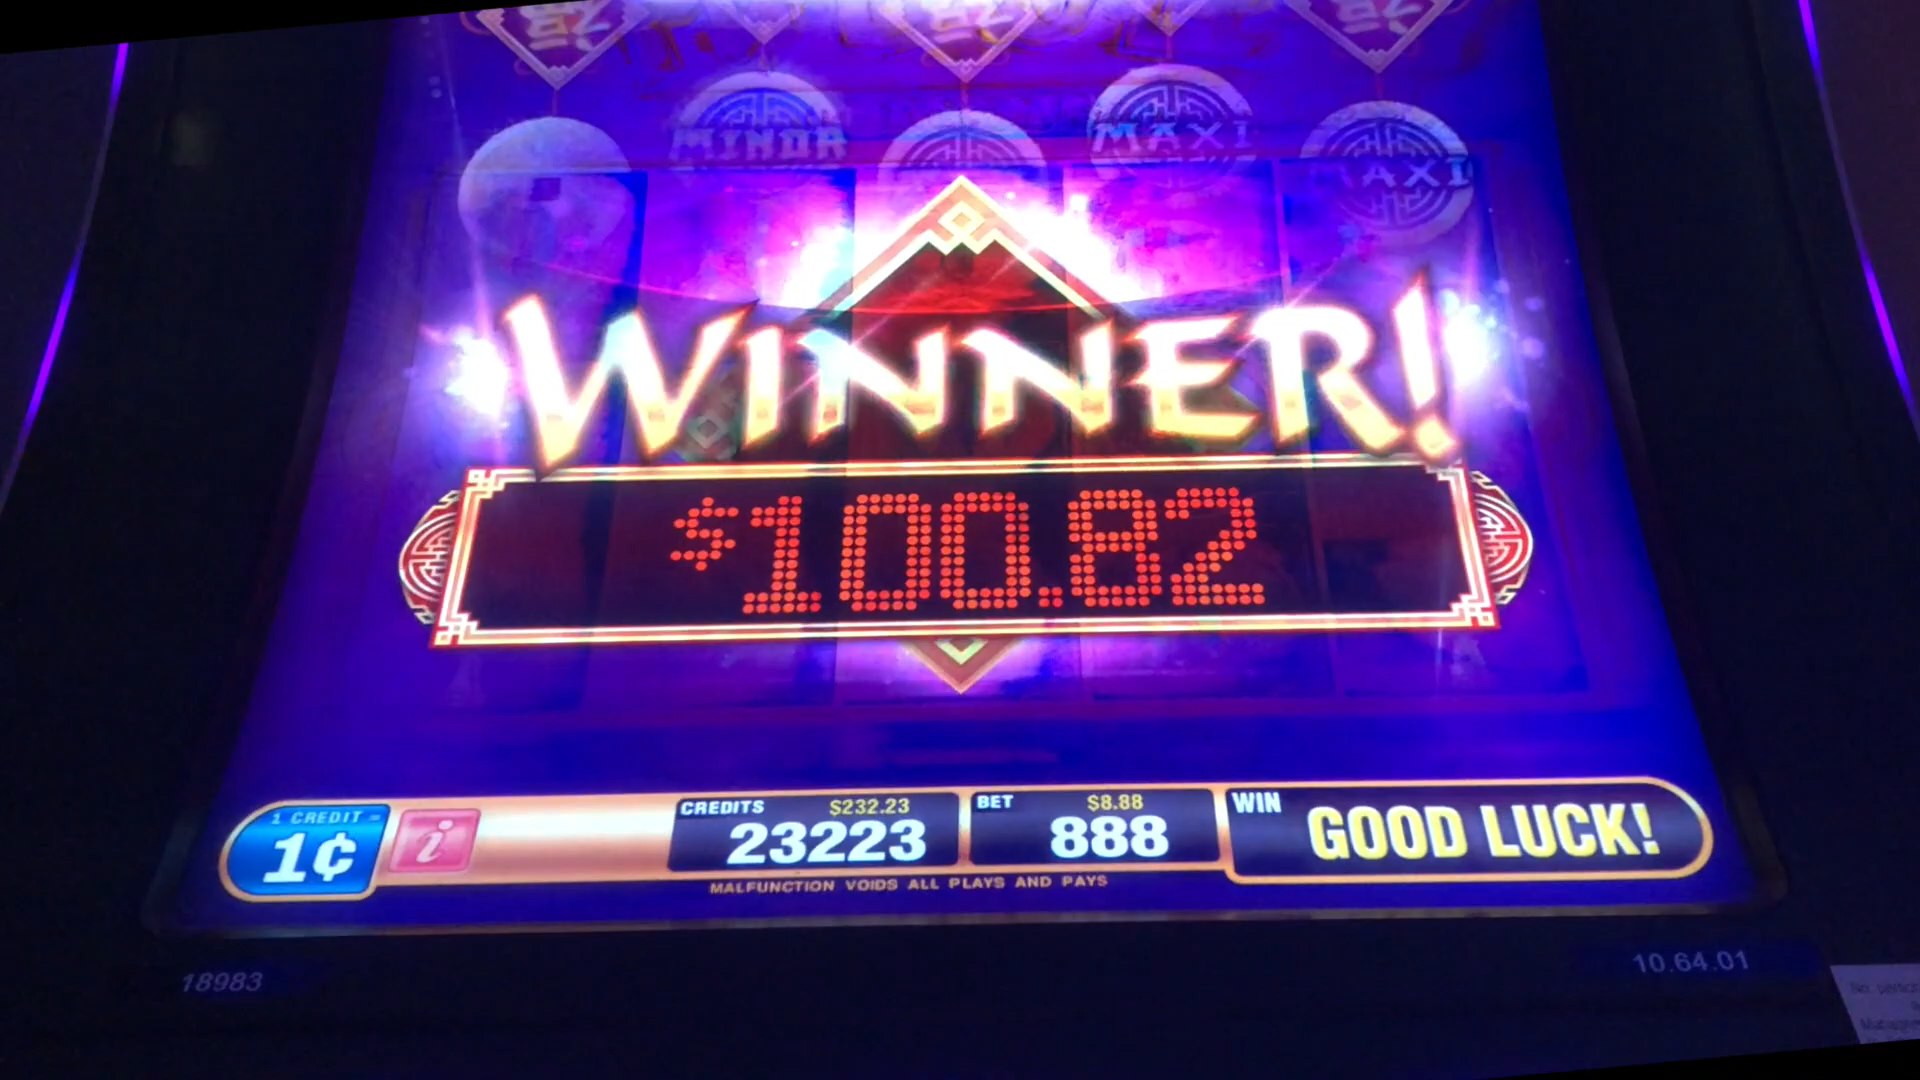 MINOR
MAXI
MAXI
WINNER!
$100.82
1 CREDIT =
1¢
i
CREDITS $232.23
23223
BET $8.88
888
WIN
GOOD LUCK!
MALFUNCTION VOIDS ALL PLAYS AND PAYS
18983
10.64.01